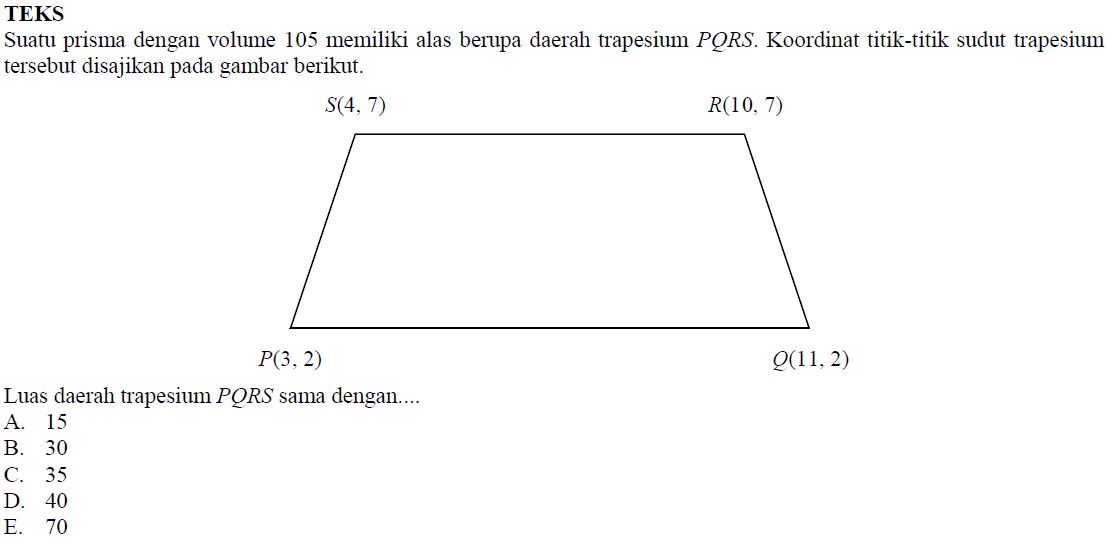 TEKS
Suatu prisma dengan volume 105 memiliki alas berupa daerah trapesium PQRS. Koordinat titik-titik sudut trapesium
tersebut disajikan pada gambar berikut.
S(4, 7) R(10, 7)
P(3, 2) Q(11, 2)
Luas daerah trapesium PQRS sama dengan....
A. 15
B. 30
C. 35
D. 40
E. 70